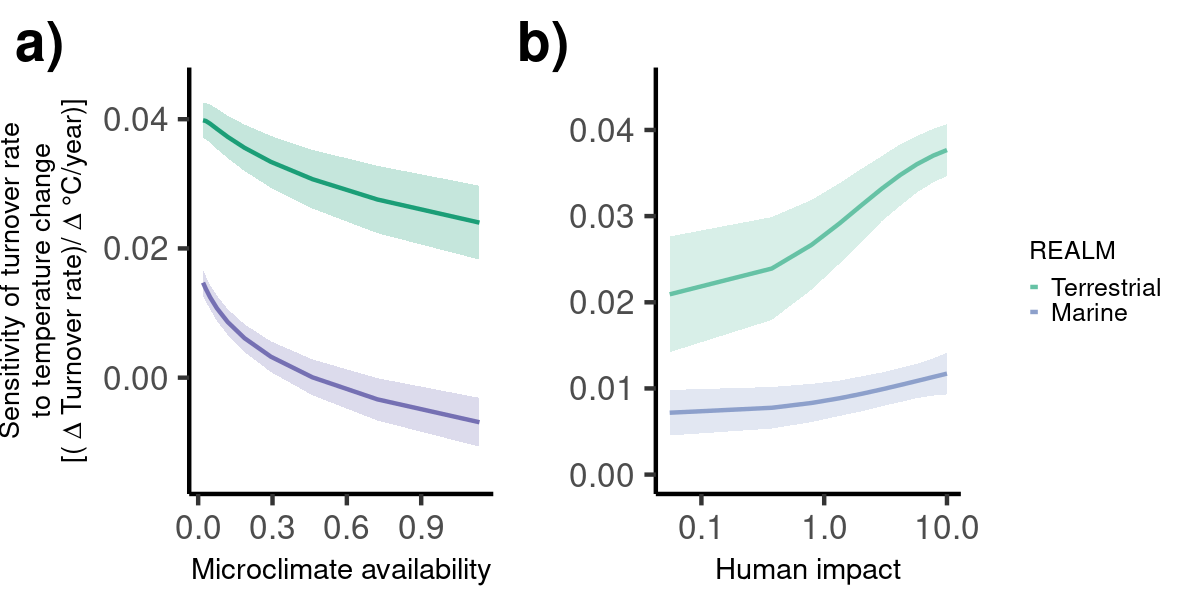 a)
Sensitivity of turnover rate
to temperature change
[( Δ Turnover rate)/ Δ °C/year)]
0.04
0.02
0.00
0.0 0.3 0.6 0.9
Microclimate availability
b)
0.04
0.03
0.02
0.01
0.00
0.1 1.0 10.0
Human impact
REALM
Terrestrial
Marine